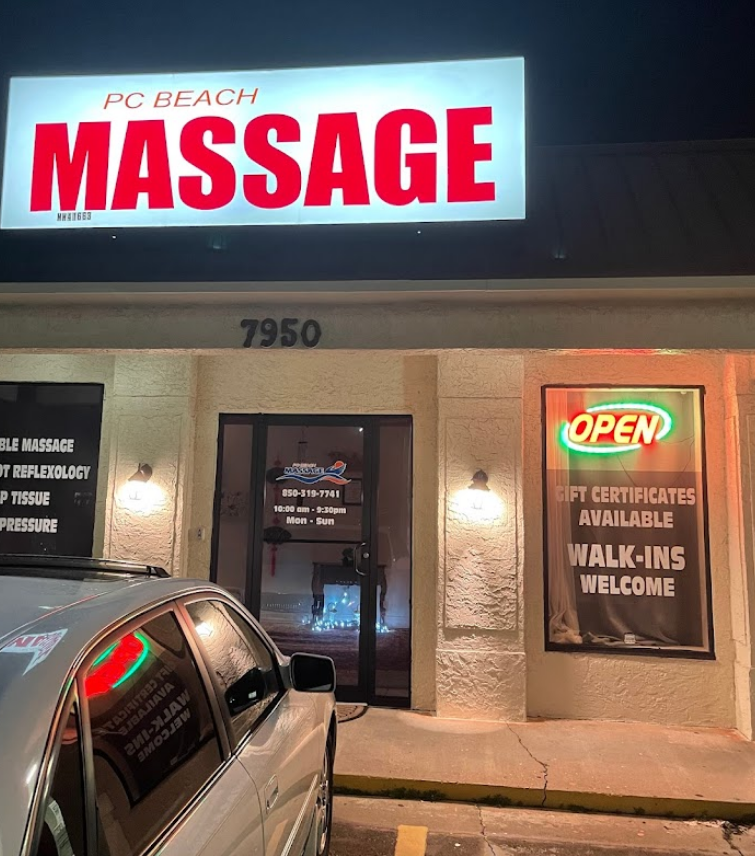 PC BEACH
MASSAGE
7950
BLE MASSAGE
OT REFLEXOLOGY
P TISSUE
PRESSURE
MASSAGE
850-319-7741
10:00 am - 9:30pm
Mon - Sun
OPEN
GIFT CERTIFICATES
AVAILABLE
WALK-INS
WELCOME